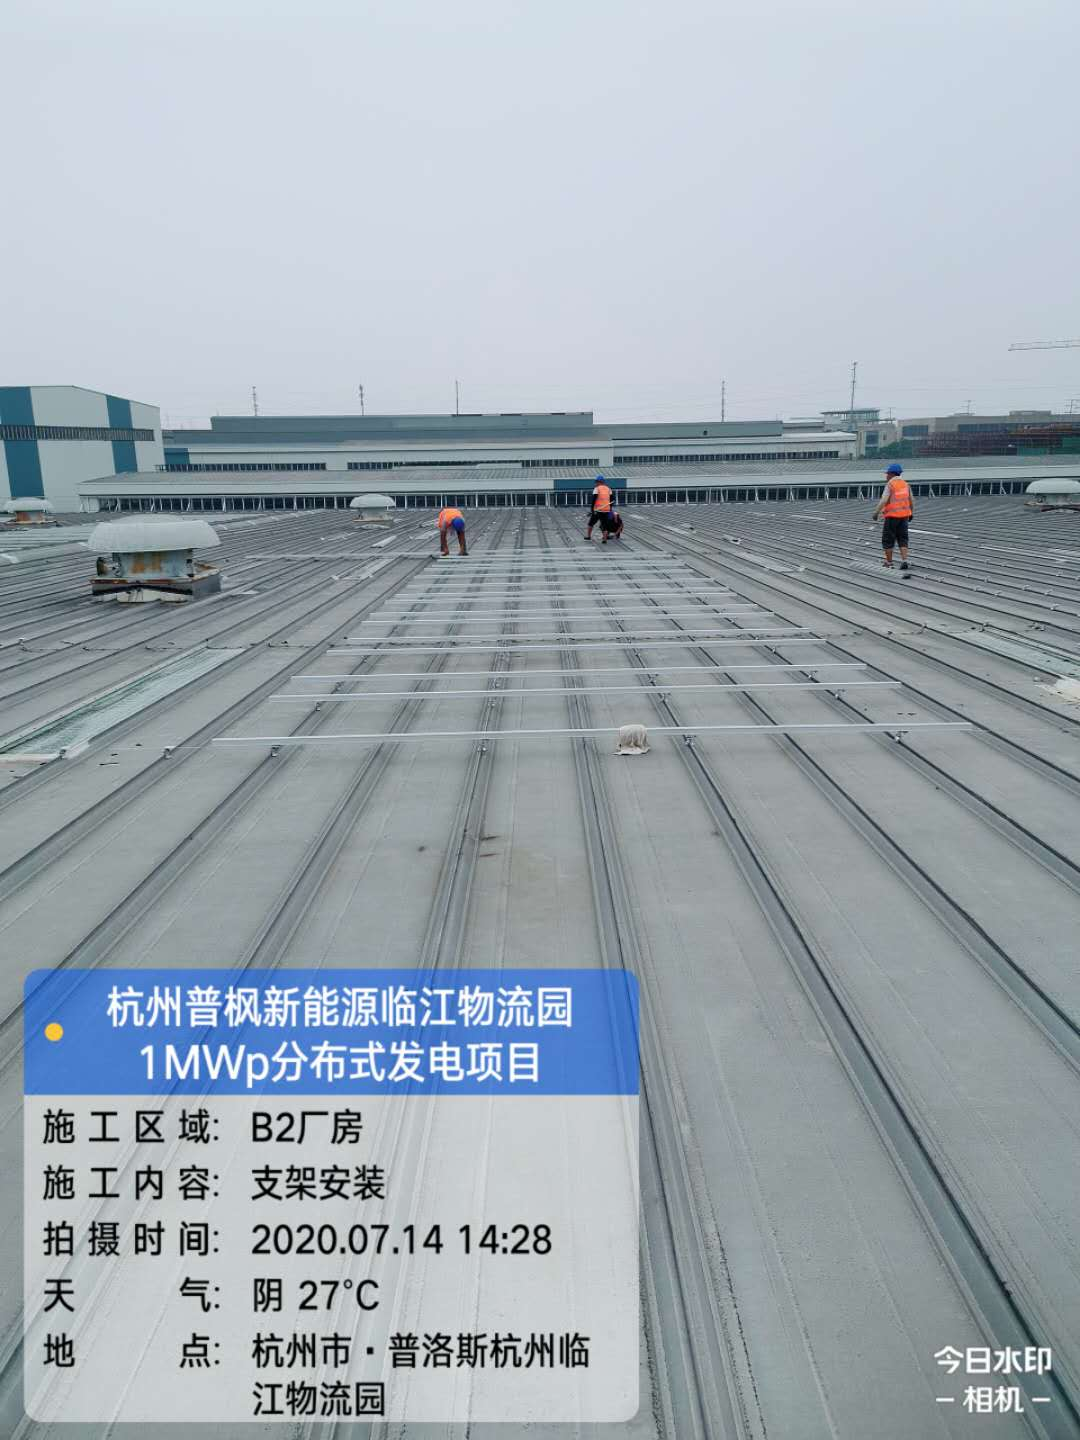 杭州普枫新能源临江物流园
1MWp分布式发电项目
施工区域: B2厂房
施工内容: 支架安装
拍摄时间: 2020.07.14 14:28
天气: 阴 27°C
地点: 杭州市·普洛斯杭州临
江物流园
今日水印
-相机-